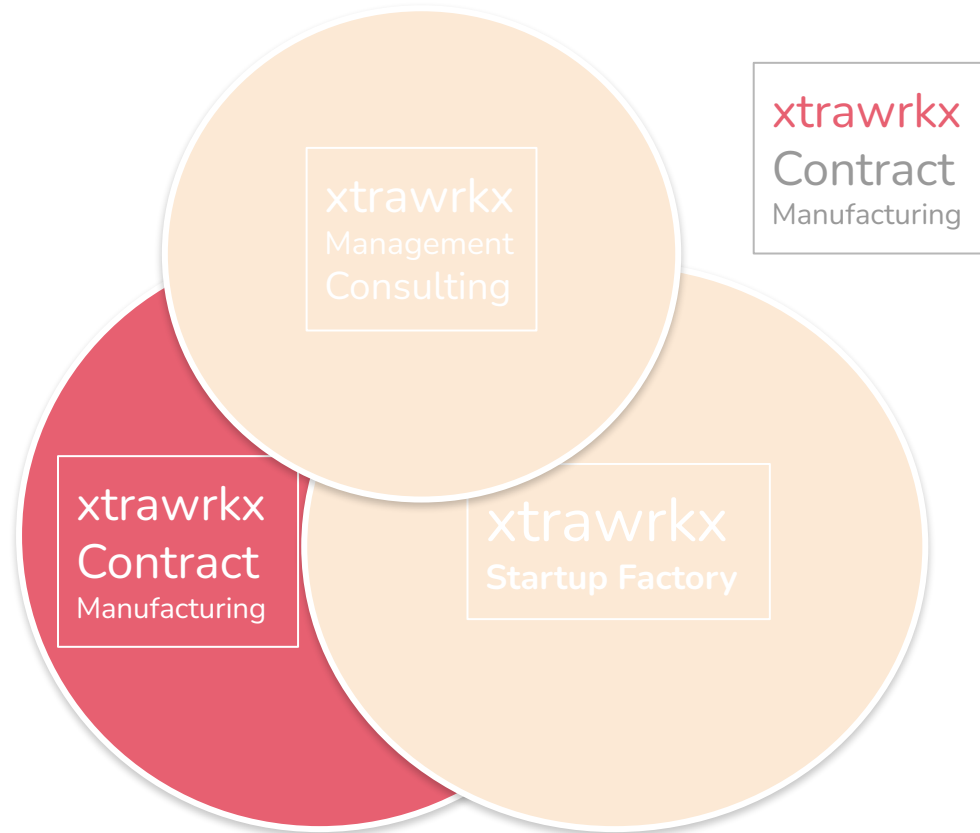 xtrawrkx
Management
Consulting
xtrawrkx
Contract
Manufacturing
xtrawrkx
Contract
Manufacturing
xtrawrkx
Startup Factory